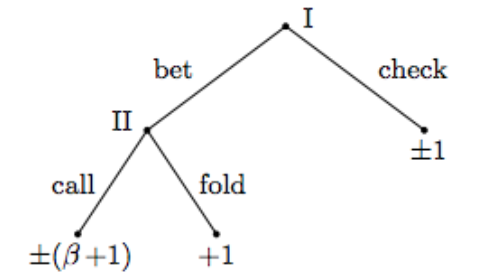 I
bet
check
II
±1
call
fold
±(β+1)
+1